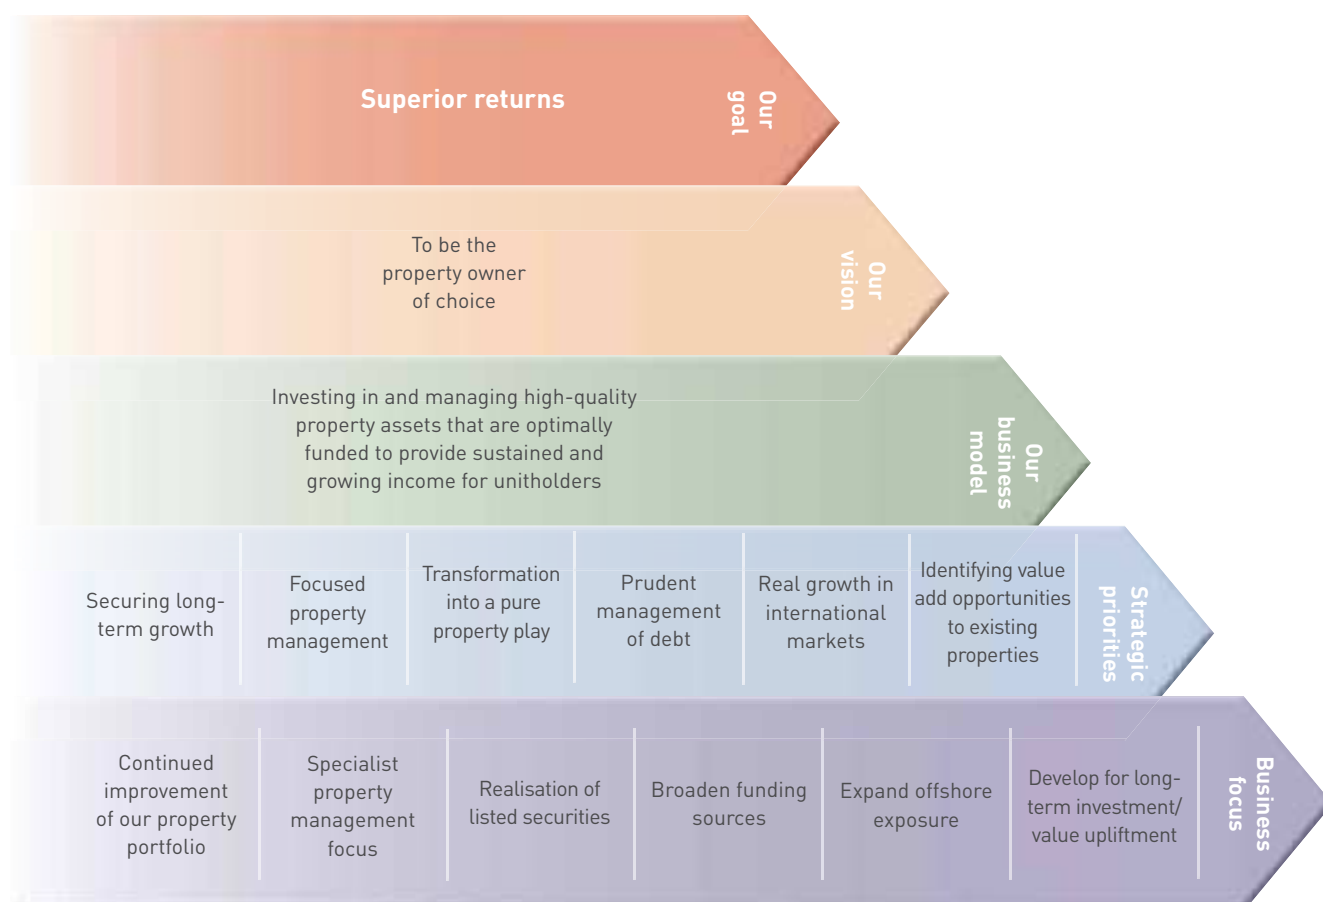 Superior returns
Our
goal
To be the
property owner
of choice
Our
vision
Investing in and managing high-quality
property assets that are optimally
funded to provide sustained and
growing income for unitholders
Our
business
model
Securing long-
term growth
Focused
property
management
Transformation
into a pure
property play
Prudent
management
of debt
Real growth in
international
markets
Identifying value
add opportunities
to existing
properties
Strategic
priorities
Continued
improvement
of our property
portfolio
Specialist
property
management
focus
Realisation of
listed securities
Broaden funding
sources
Expand offshore
exposure
Develop for long-
term investment/
value upliftment
Business
focus